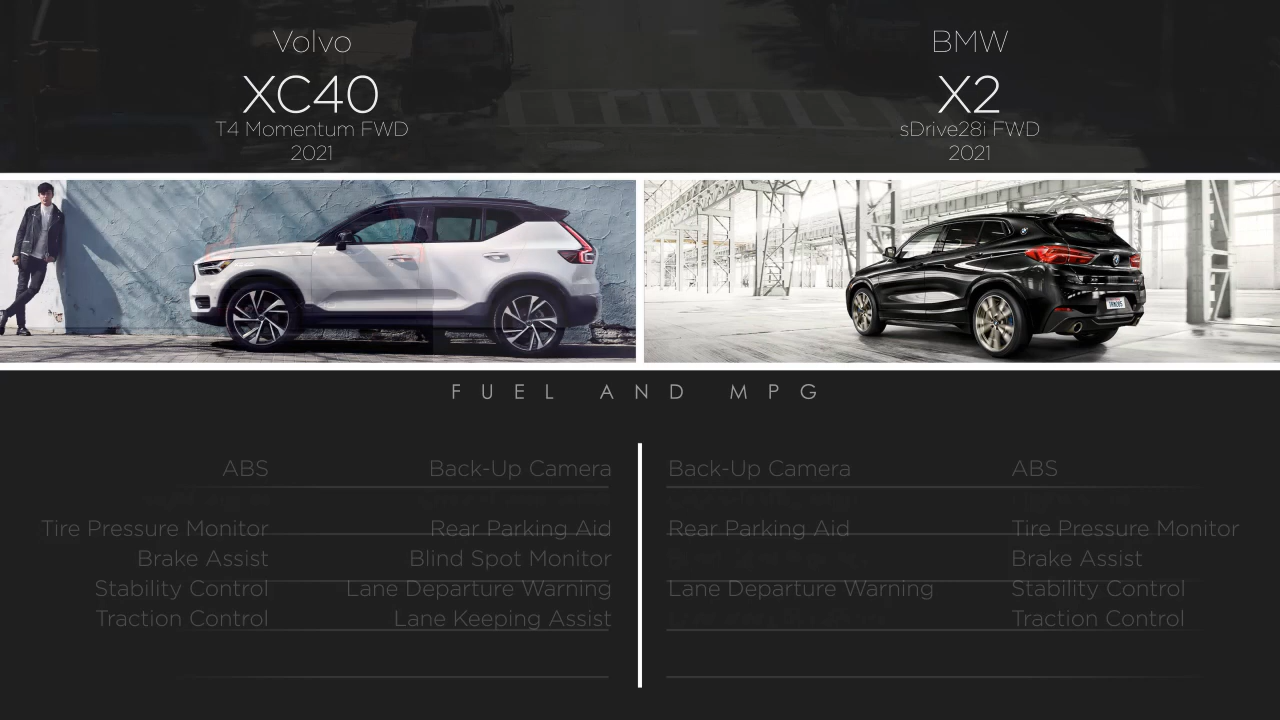 Volvo
XC40
T4 Momentum FWD
2021
BMW
X2
sDrive28i FWD
2021
FUEL AND MPG
ABS Back-Up Camera
Tire Pressure Monitor Rear Parking Aid
Brake Assist Blind Spot Monitor
Stability Control Lane Departure Warning
Traction Control Lane Keeping Assist
Back-Up Camera ABS
Rear Parking Aid Tire Pressure Monitor
Brake Assist
Lane Departure Warning Stability Control
Traction Control